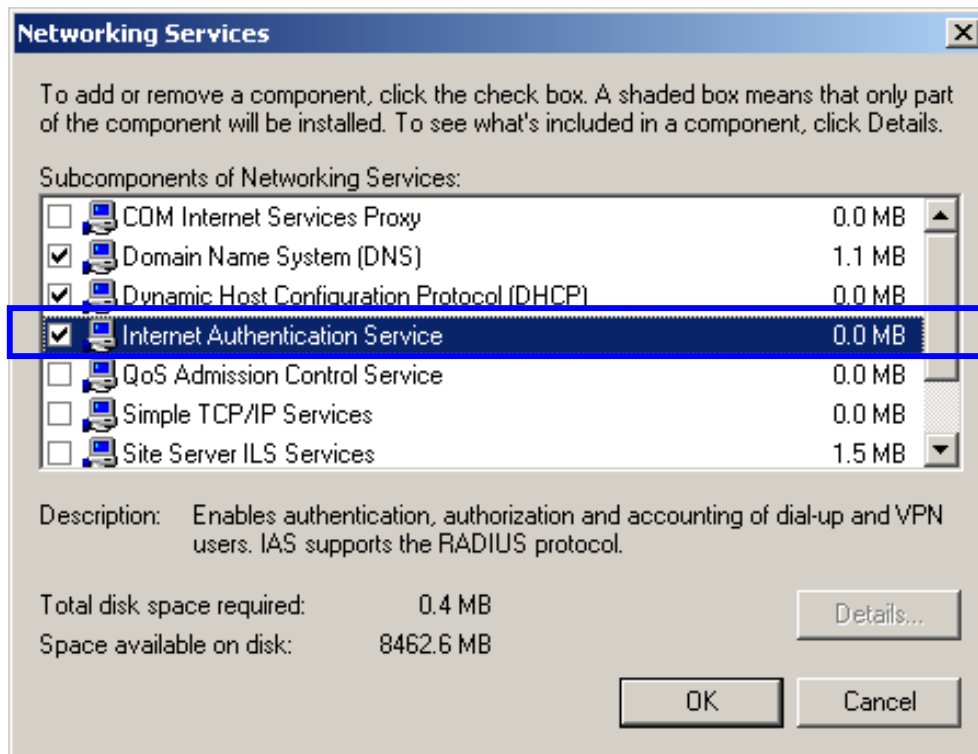 Networking Services
To add or remove a component, click the check box. A shaded box means that only part
of the component will be installed. To see what's included in a component, click Details.
Subcomponents of Networking Services:
COM Internet Services Proxy 0.0 MB
Domain Name System (DNS) 1.1 MB
Dynamic Host Configuration Protocol (DHCP) 0.0 MB
Internet Authentication Service 0.0 MB
QoS Admission Control Service 0.0 MB
Simple TCP/IP Services 0.0 MB
Site Server ILS Services 1.5 MB
Description: Enables authentication, authorization and accounting of dial-up and VPN
users. IAS supports the RADIUS protocol.
Total disk space required: 0.4 MB
Details...
Space available on disk: 8462.6 MB
OK Cancel